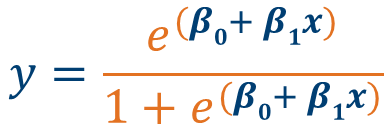 y = e^(β₀+ β₁x) / 1 + e^(β₀+ β₁x)